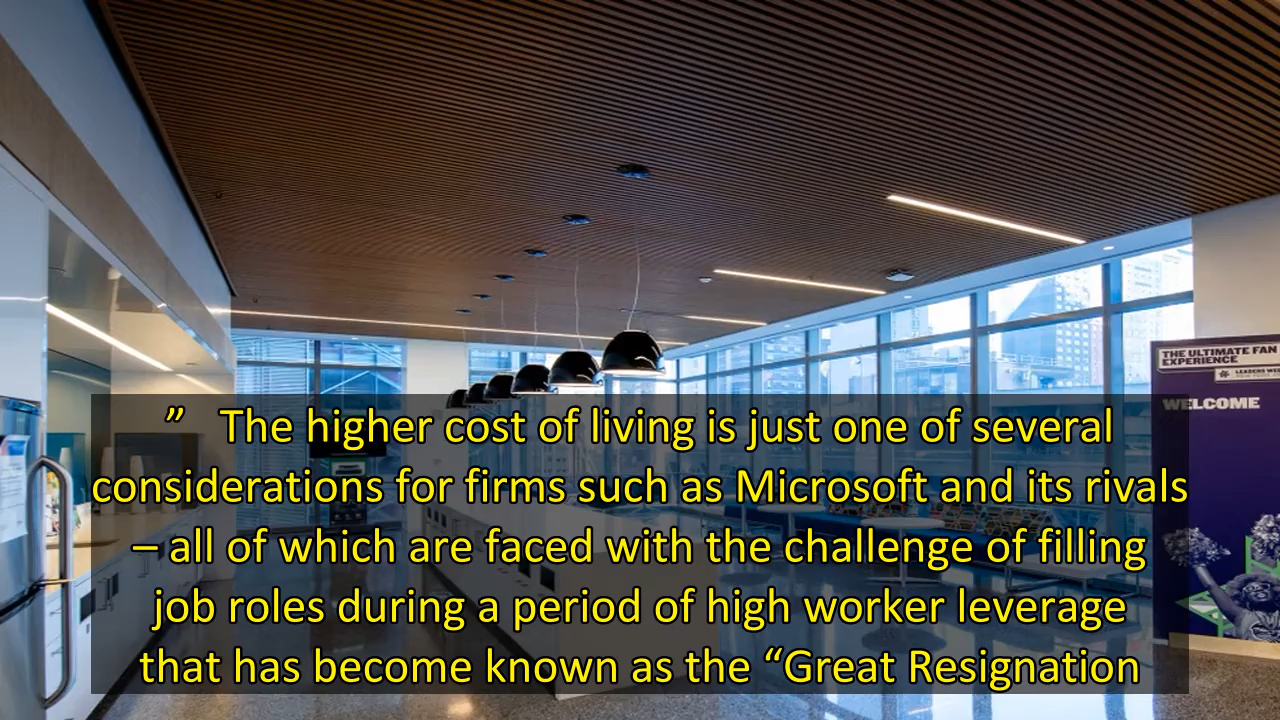 THE ULTIMATE FAN
EXPERIENCE
WELCOME
” The higher cost of living is just one of several
considerations for firms such as Microsoft and its rivals
– all of which are faced with the challenge of filling
job roles during a period of high worker leverage
that has become known as the “Great Resignation